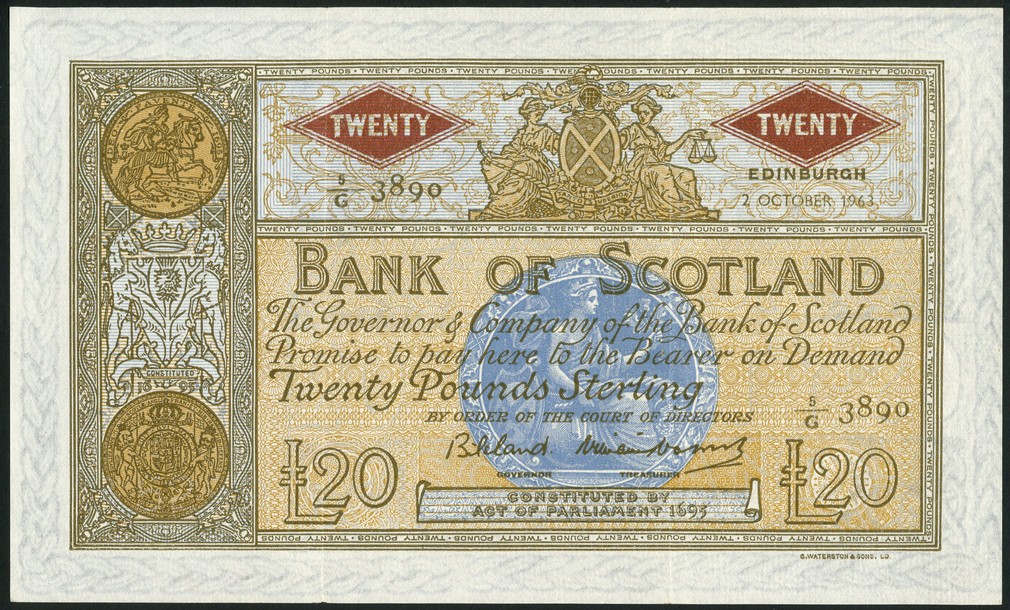 TWENTY POUNDS · TWENTY POUNDS · TWENTY POUNDS · TWENTY POUNDS · TWENTY POUNDS · TWENTY POUNDS · TWENTY POUNDS
TWENTY
TWENTY
5/G 3890
EDINBURGH
2 OCTOBER 1963
TWENTY POUNDS · TWENTY POUNDS · TWENTY POUNDS · TWENTY POUNDS · TWENTY POUNDS · TWENTY POUNDS · TWENTY POUNDS
BANK OF SCOTLAND
The Governor & Company of the Bank of Scotland
Promise to pay here to the Bearer on Demand
Twenty Pounds Sterling
BY ORDER OF THE COURT OF DIRECTORS
5/G 3890
CONSTITUTED
1695
£20
GOVERNOR
TREASURER
£20
CONSTITUTED BY
ACT OF PARLIAMENT 1695
G. WATERSTON & SONS. LD.